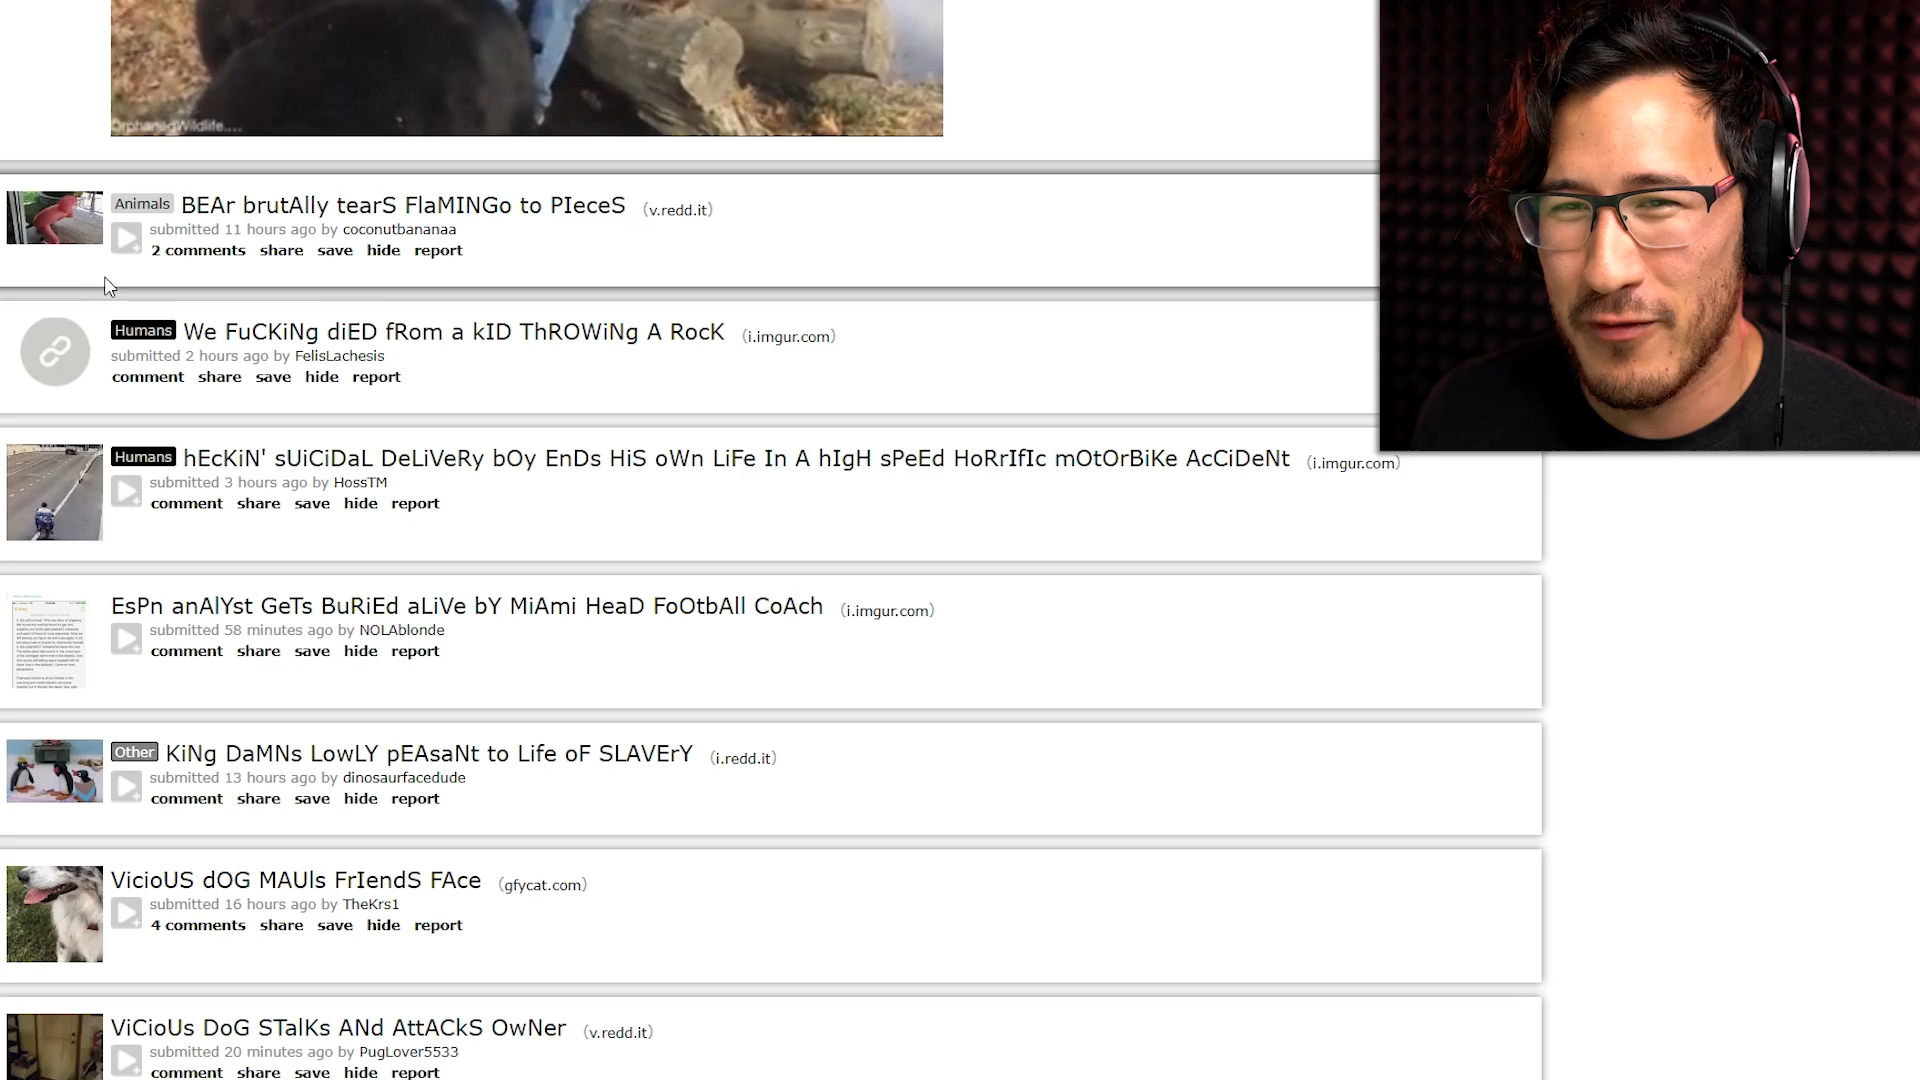 OrphanedWildlife....
Animals BEAr brutAlly tearS FlaMINGo to PIeceS (v.redd.it)
submitted 11 hours ago by coconutbananaa
2 comments share save hide report
Humans We FuCKiNg diED fRom a kID ThROWiNg A RocK (i.imgur.com)
submitted 2 hours ago by FelisLachesis
comment share save hide report
Humans hEcKiN' sUiCiDaL DeLiVeRy bOy EnDs HiS oWn LiFe In A hIgH sPeEd HoRrIfIc mOtOrBiKe AcCiDeNt (i.imgur.com)
submitted 3 hours ago by HossTM
comment share save hide report
EsPn anAlYst GeTs BuRiEd aLiVe bY MiAmi HeaD FoOtbAll CoAch (i.imgur.com)
submitted 58 minutes ago by NOLAblonde
comment share save hide report
Other KiNg DaMNs LowLY pEAsaNt to Life oF SLAVErY (i.redd.it)
submitted 13 hours ago by dinosaurfacedude
comment share save hide report
VicioUS dOG MAUls FrIendS FAce (gfycat.com)
submitted 16 hours ago by TheKrs1
4 comments share save hide report
ViCioUs DoG STalKs ANd AttACkS OwNer (v.redd.it)
submitted 20 minutes ago by PugLover5533
comment share save hide report